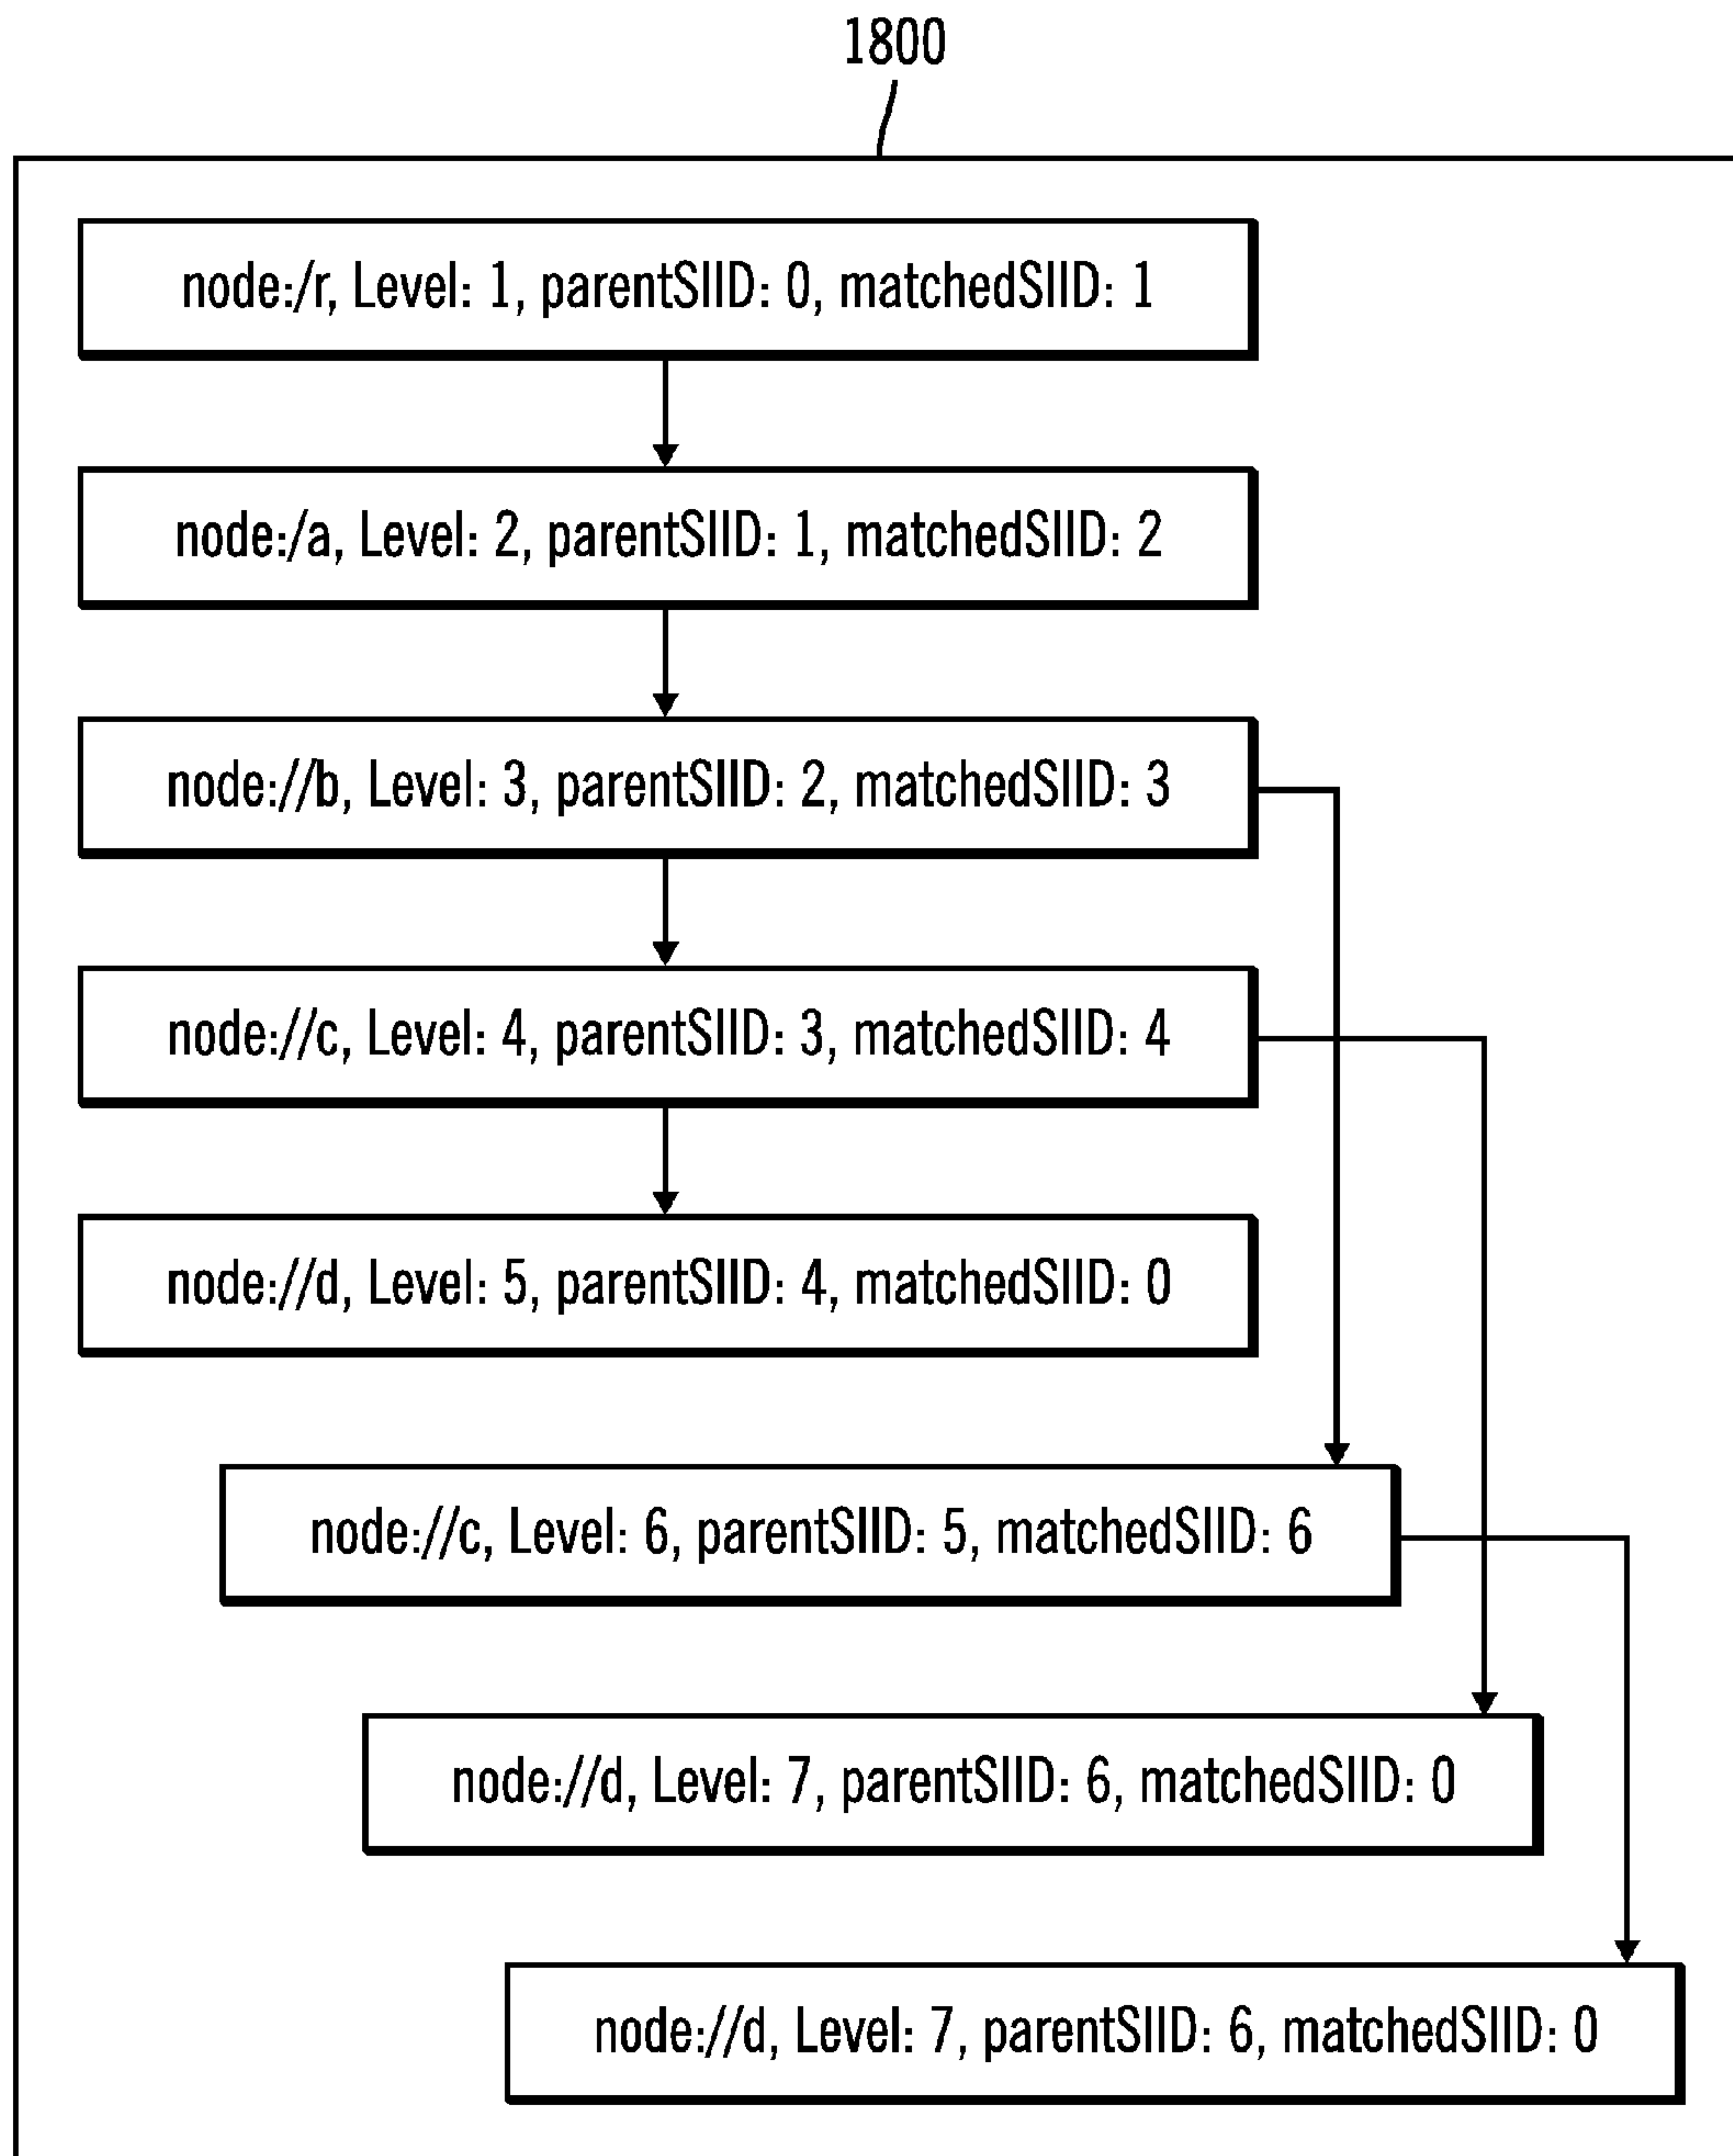 1800
node:/r, Level: 1, parentSIID: 0, matchedSIID: 1
node:/a, Level: 2, parentSIID: 1, matchedSIID: 2
node://b, Level: 3, parentSIID: 2, matchedSIID: 3
node://c, Level: 4, parentSIID: 3, matchedSIID: 4
node://d, Level: 5, parentSIID: 4, matchedSIID: 0
node://c, Level: 6, parentSIID: 5, matchedSIID: 6
node://d, Level: 7, parentSIID: 6, matchedSIID: 0
node://d, Level: 7, parentSIID: 6, matchedSIID: 0